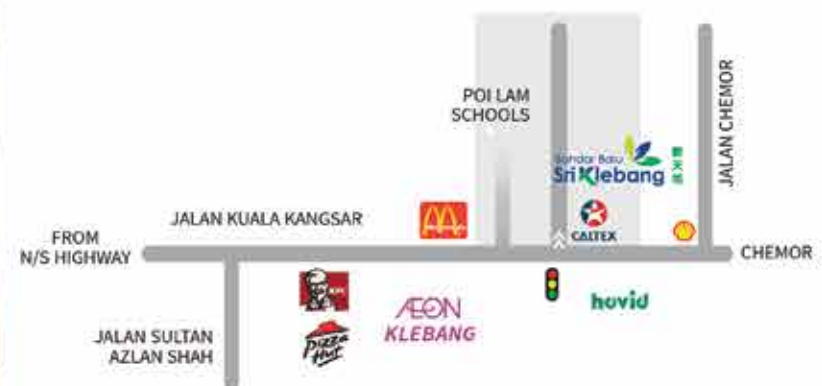 POI LAM
SCHOOLS
JALAN CHEMOR
Bandar Baru
Sri Klebang
JALAN KUALA KANGSAR
CALTEX
FROM
N/S HIGHWAY
CHEMOR
KFC
AEON
KLEBANG
hovid
Pizza
Hut
JALAN SULTAN
AZLAN SHAH